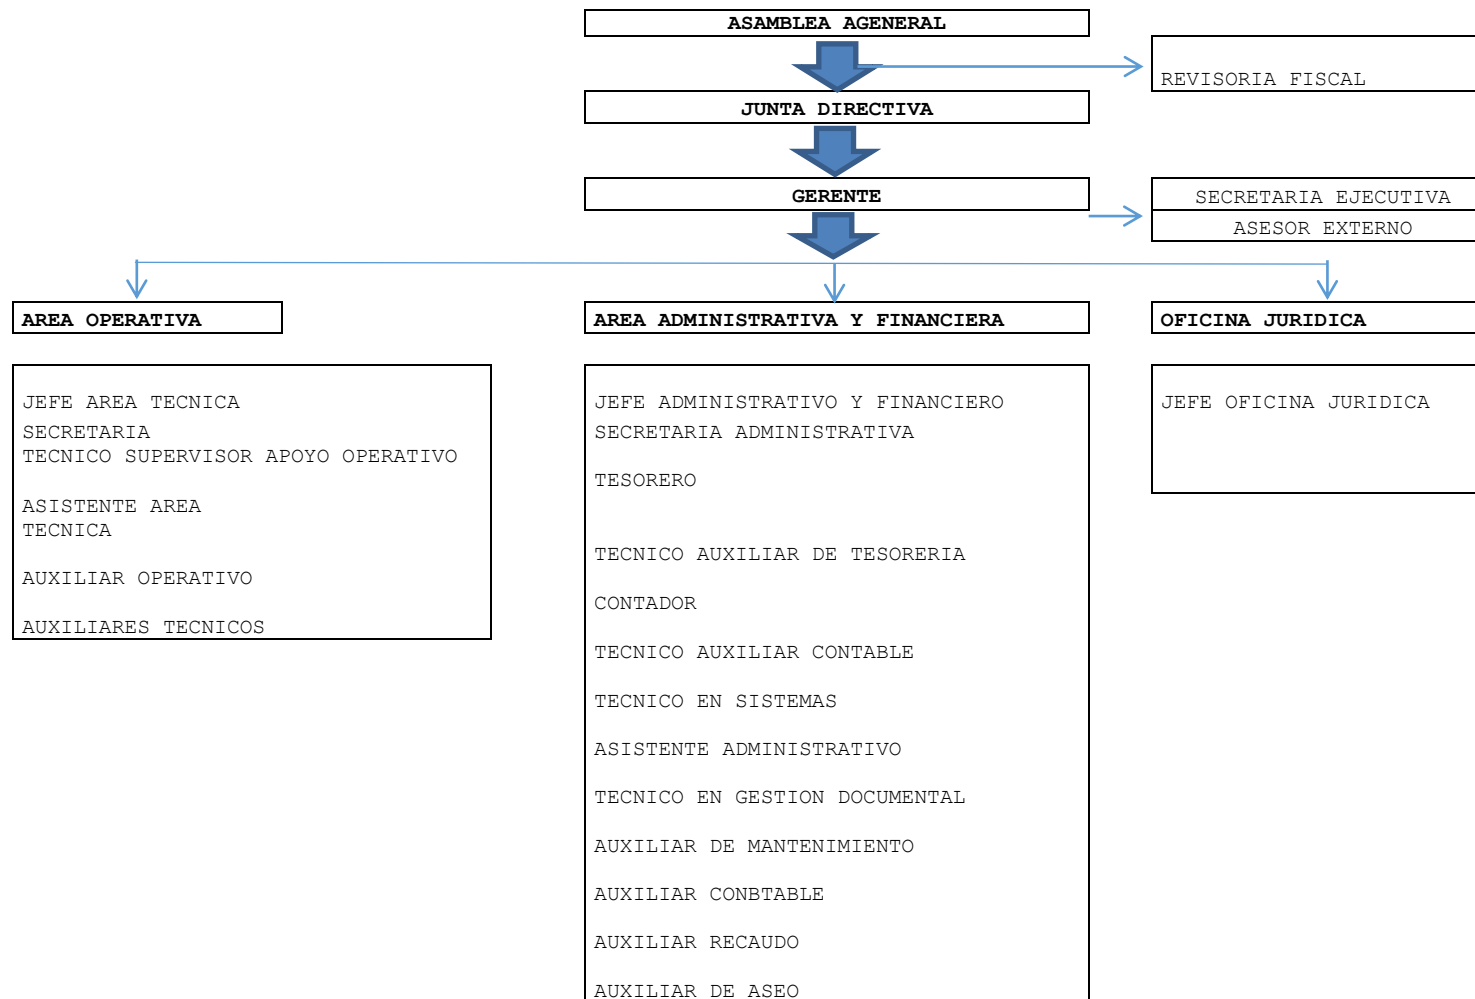 ASAMBLEA AGENERAL
REVISORIA FISCAL
JUNTA DIRECTIVA
GERENTE
SECRETARIA EJECUTIVA
ASESOR EXTERNO
AREA OPERATIVA
AREA ADMINISTRATIVA Y FINANCIERA
OFICINA JURIDICA
JEFE AREA TECNICA
SECRETARIA
TECNICO SUPERVISOR APOYO OPERATIVO
ASISTENTE AREA
TECNICA
AUXILIAR OPERATIVO
AUXILIARES TECNICOS
JEFE ADMINISTRATIVO Y FINANCIERO
SECRETARIA ADMINISTRATIVA
TESORERO
TECNICO AUXILIAR DE TESORERIA
CONTADOR
TECNICO AUXILIAR CONTABLE
TECNICO EN SISTEMAS
ASISTENTE ADMINISTRATIVO
TECNICO EN GESTION DOCUMENTAL
AUXILIAR DE MANTENIMIENTO
AUXILIAR CONBTABLE
AUXILIAR RECAUDO
AUXILIAR DE ASEO
JEFE OFICINA JURIDICA